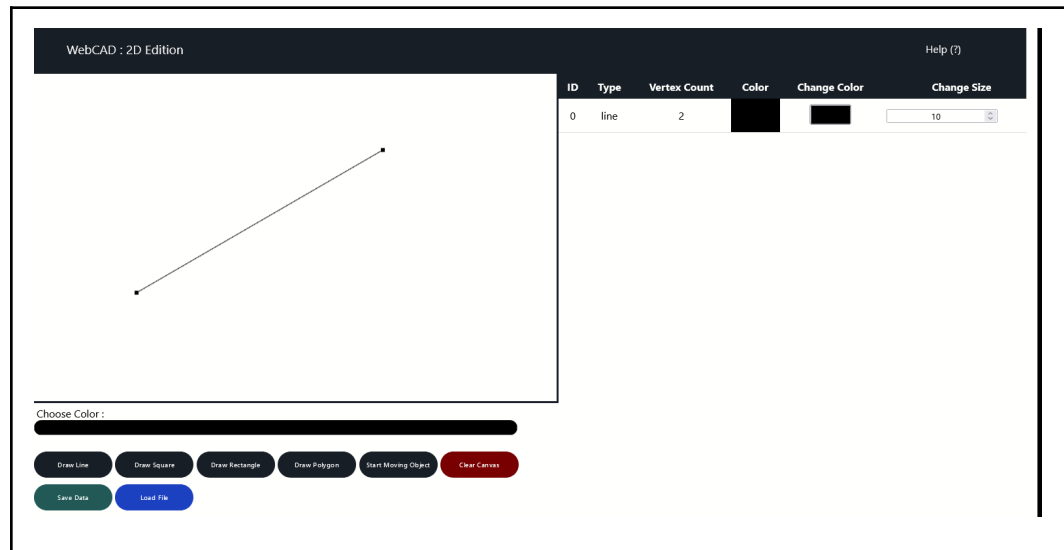 WebCAD : 2D Edition
Help (?)
ID Type Vertex Count Color Change Color Change Size
0 line 2 10
Choose Color :
Draw Line Draw Square Draw Rectangle Draw Polygon Start Moving Object Clear Canvas
Save Data Load File